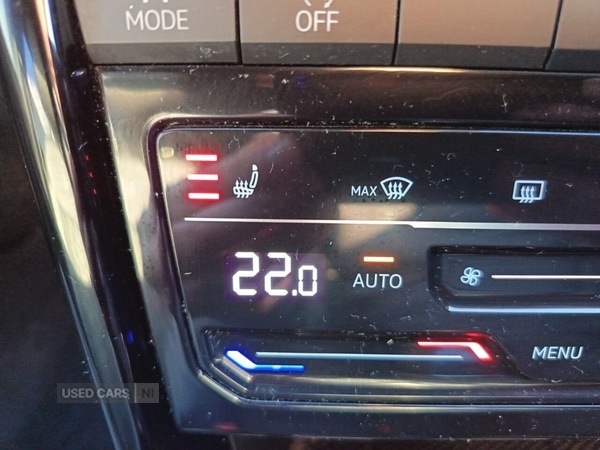 MODE
OFF
MAX
22.0
AUTO
MENU
USED CARS NI